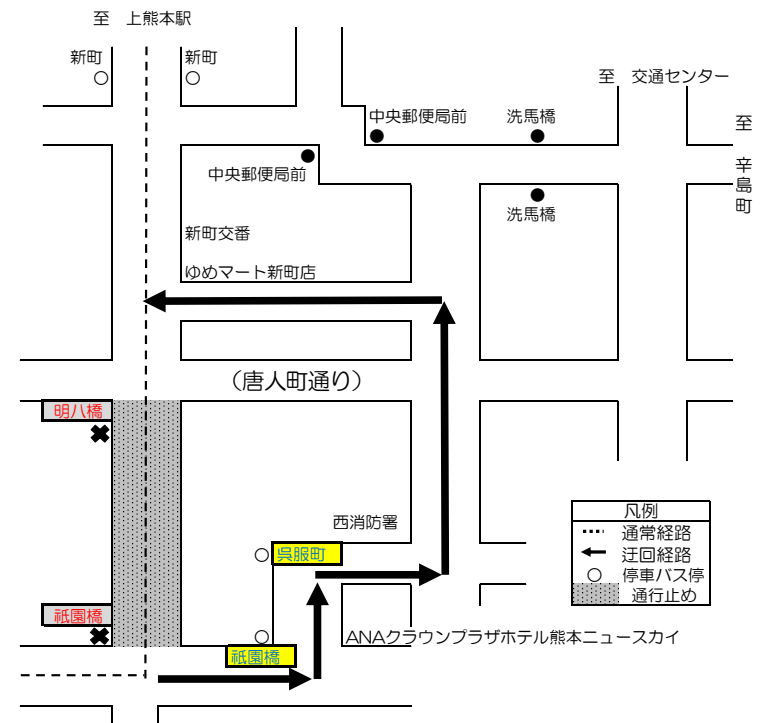 至　上熊本駅
新町
新町
至　交通センター
中央郵便局前
洗馬橋
至　辛島町
中央郵便局前
洗馬橋
新町交番
ゆめマート新町店
（唐人町通り）
明八橋
西消防署
呉服町
凡例
通常経路
迂回経路
停車バス停
通行止め
祇園橋
ANAクラウンプラザホテル熊本ニュースカイ
祇園橋